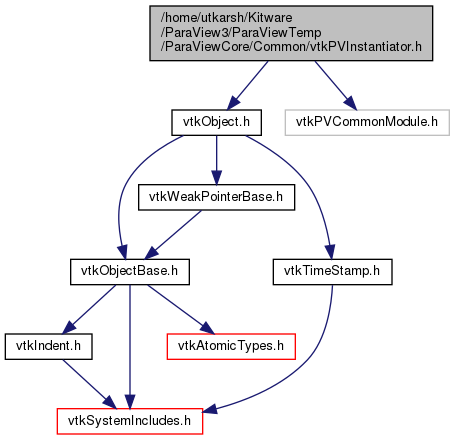 /home/utkarsh/Kitware
/ParaView3/ParaViewTemp
/ParaViewCore/Common/vtkPVInstantiator.h
vtkObject.h
vtkPVCommonModule.h
vtkWeakPointerBase.h
vtkObjectBase.h
vtkTimeStamp.h
vtkIndent.h
vtkAtomicTypes.h
vtkSystemIncludes.h